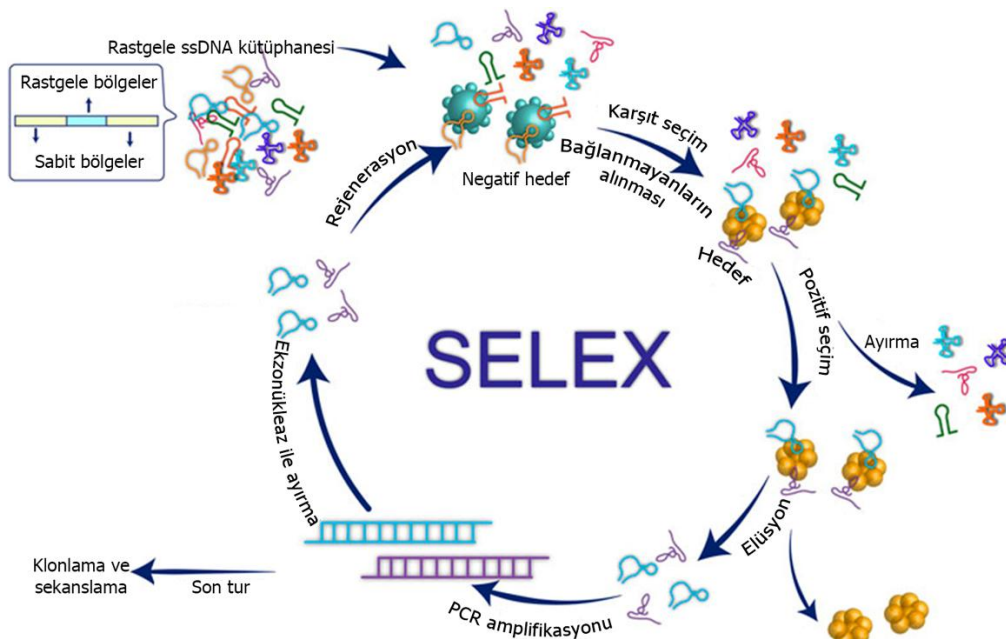 Rastgele ssDNA kütüphanesi
Rastgele bölgeler
Sabit bölgeler
Negatif hedef
Karşıt seçim
Bağlanmayanların
alınması
Hedef
Pozitif seçim
Ayırma
Elüsyon
PCR amplifikasyonu
Son tur
Klonlama ve
sekanslama
Ekzonükleaz ile ayırma
Rejenerasyon
SELEX